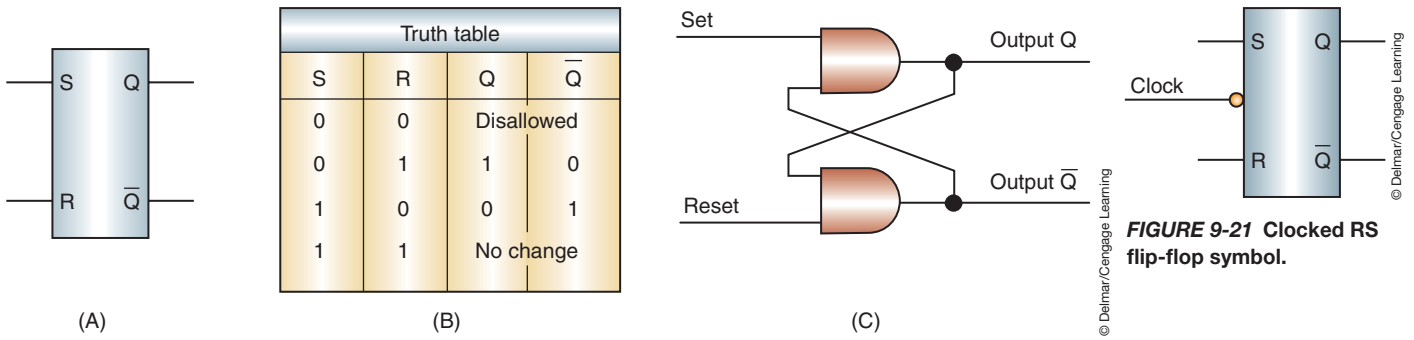 S Q
R Q̅
(A)
Truth table
S R Q Q̅
0 0 Disallowed
0 1 1 0
1 0 0 1
1 1 No change
(B)
Set
Output Q
Reset
Output Q̅
(C)
© Delmar/Cengage Learning
S Q
Clock
R Q̅
© Delmar/Cengage Learning
FIGURE 9-21 Clocked RS
flip-flop symbol.